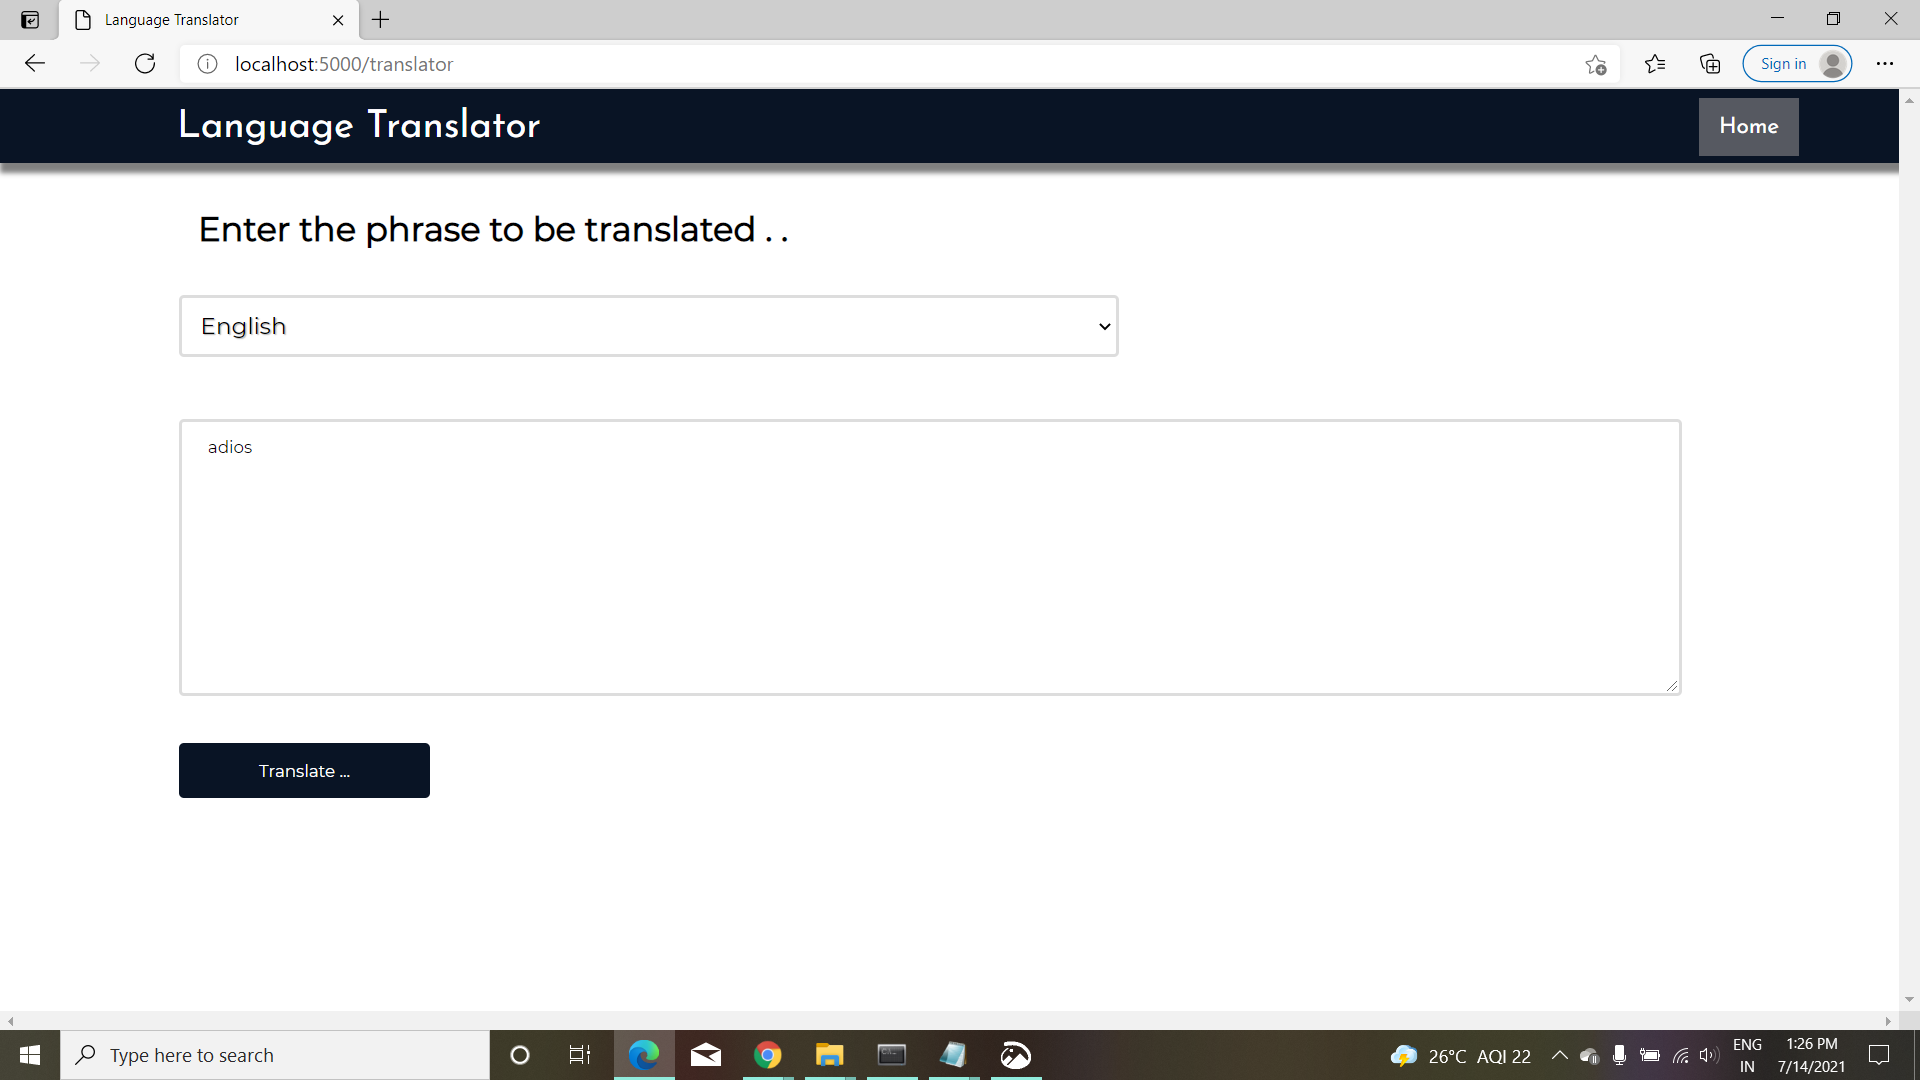 Language Translator
localhost:5000/translator
Sign in
Language Translator
Home
Enter the phrase to be translated . .
English
adios
Translate ...
Type here to search
26°C AQI 22
ENG
IN
1:26 PM
7/14/2021